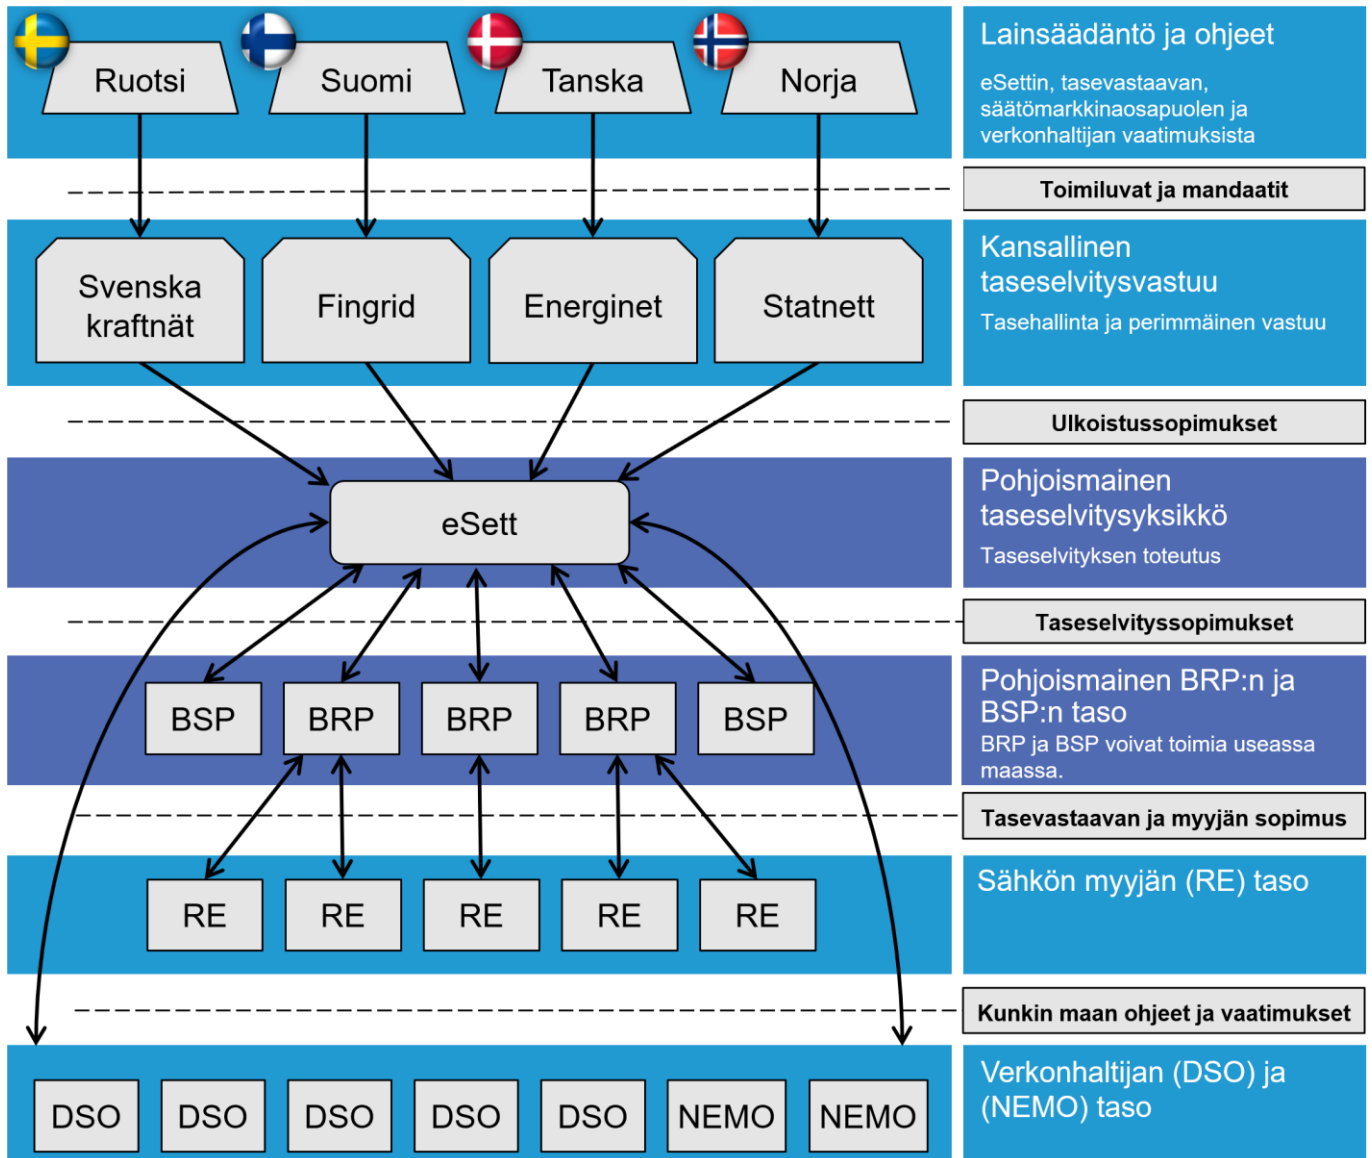 Ruotsi
Suomi
Tanska
Norja
Lainsäädäntö ja ohjeet
eSettin, tasevastaavan,
säätömarkkinaosapuolen ja
verkonhaltijan vaatimuksista
Toimiluvat ja mandaatit
Svenska
kraftnät
Fingrid
Energinet
Statnett
Kansallinen
taseselvitysvastuu
Tasehallinta ja perimmäinen vastuu
Ulkoistussopimukset
eSett
Pohjoismainen
taseselvitysyksikkö
Taseselvityksen toteutus
Taseselvityssopimukset
BSP
BRP
BRP
BRP
BSP
Pohjoismainen BRP:n ja
BSP:n taso
BRP ja BSP voivat toimia useassa
maassa.
Tasevastaavan ja myyjän sopimus
RE
RE
RE
RE
RE
Sähkön myyjän (RE) taso
Kunkin maan ohjeet ja vaatimukset
DSO
DSO
DSO
DSO
DSO
NEMO
NEMO
Verkonhaltijan (DSO) ja
(NEMO) taso